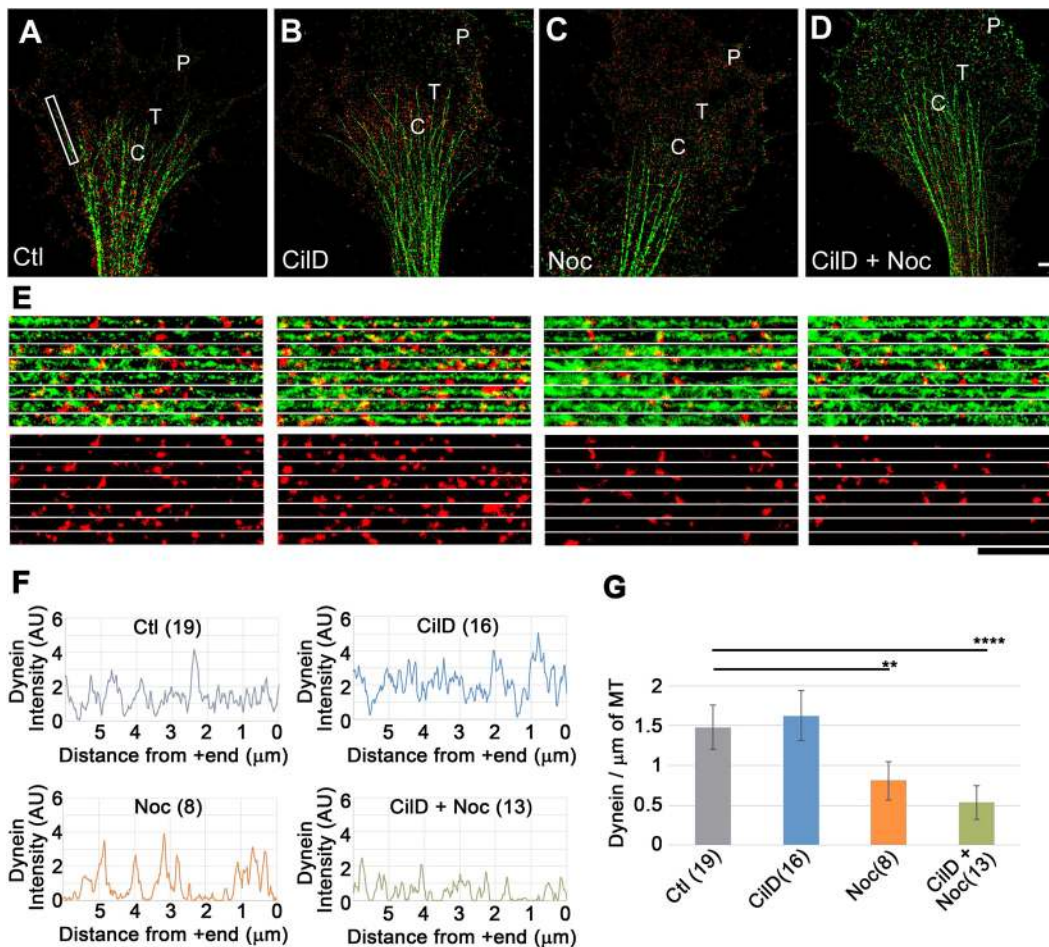 A
P
T
C
Ctl
B
P
T
C
CilD
C
P
T
C
Noc
D
P
T
C
CilD + Noc
E
F
Ctl (19)
Dynein
Intensity (AU)
6
4
2
0
5 4 3 2 1 0
Distance from +end (μm)
CilD (16)
Dynein
Intensity (AU)
6
4
2
0
5 4 3 2 1 0
Distance from +end (μm)
Noc (8)
Dynein
Intensity (AU)
6
4
2
0
5 4 3 2 1 0
Distance from +end (μm)
CilD + Noc (13)
Dynein
Intensity (AU)
6
4
2
0
5 4 3 2 1 0
Distance from +end (μm)
G
****
**
Dynein / μm of MT
2
1.5
1
0.5
0
Ctl (19)
CilD(16)
Noc(8)
CilD +
Noc(13)